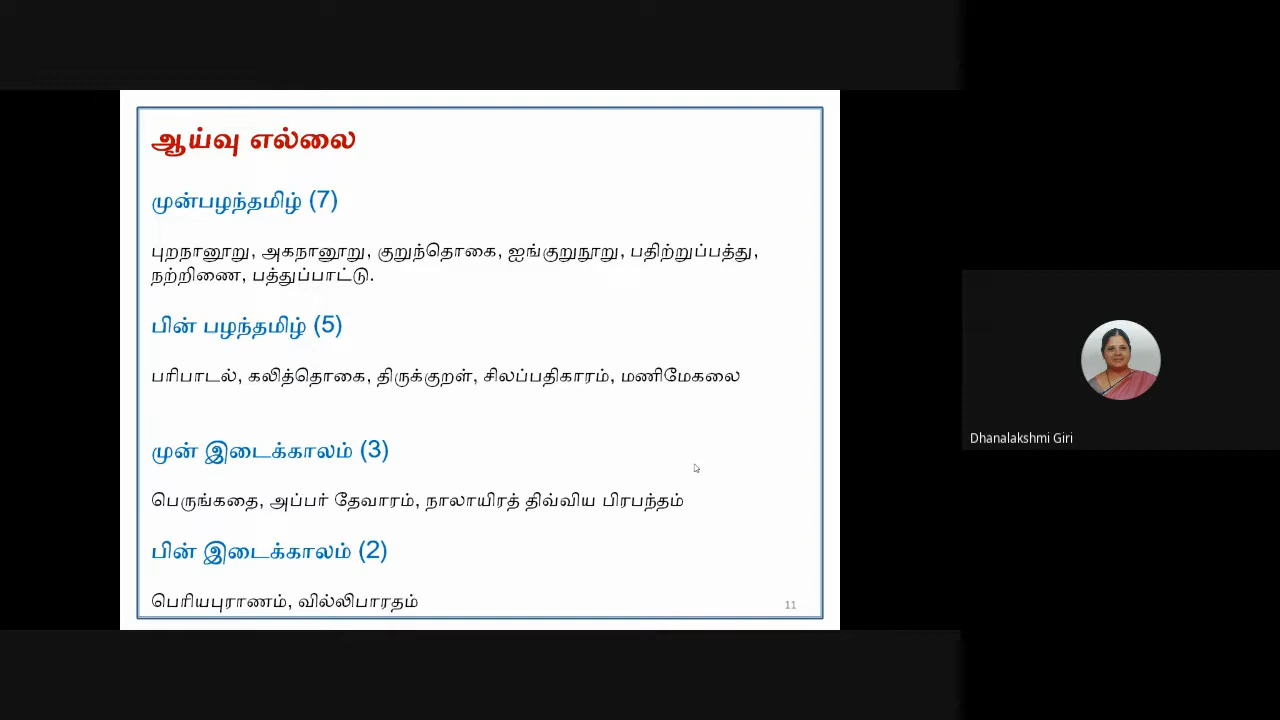 ஆய்வு எல்லை
முன்பழந்தமிழ் (7)
புறநானூறு, அகநானூறு, குறுந்தொகை, ஐங்குறுநூறு, பதிற்றுப்பத்து,
நற்றிணை, பத்துப்பாட்டு.
பின் பழந்தமிழ் (5)
பரிபாடல், கலித்தொகை, திருக்குறள், சிலப்பதிகாரம், மணிமேகலை
முன் இடைக்காலம் (3)
பெருங்கதை, அப்பர் தேவாரம், நாலாயிரத் திவ்விய பிரபந்தம்
பின் இடைக்காலம் (2)
பெரியபுராணம், வில்லிபாரதம்
11
Dhanalakshmi Giri